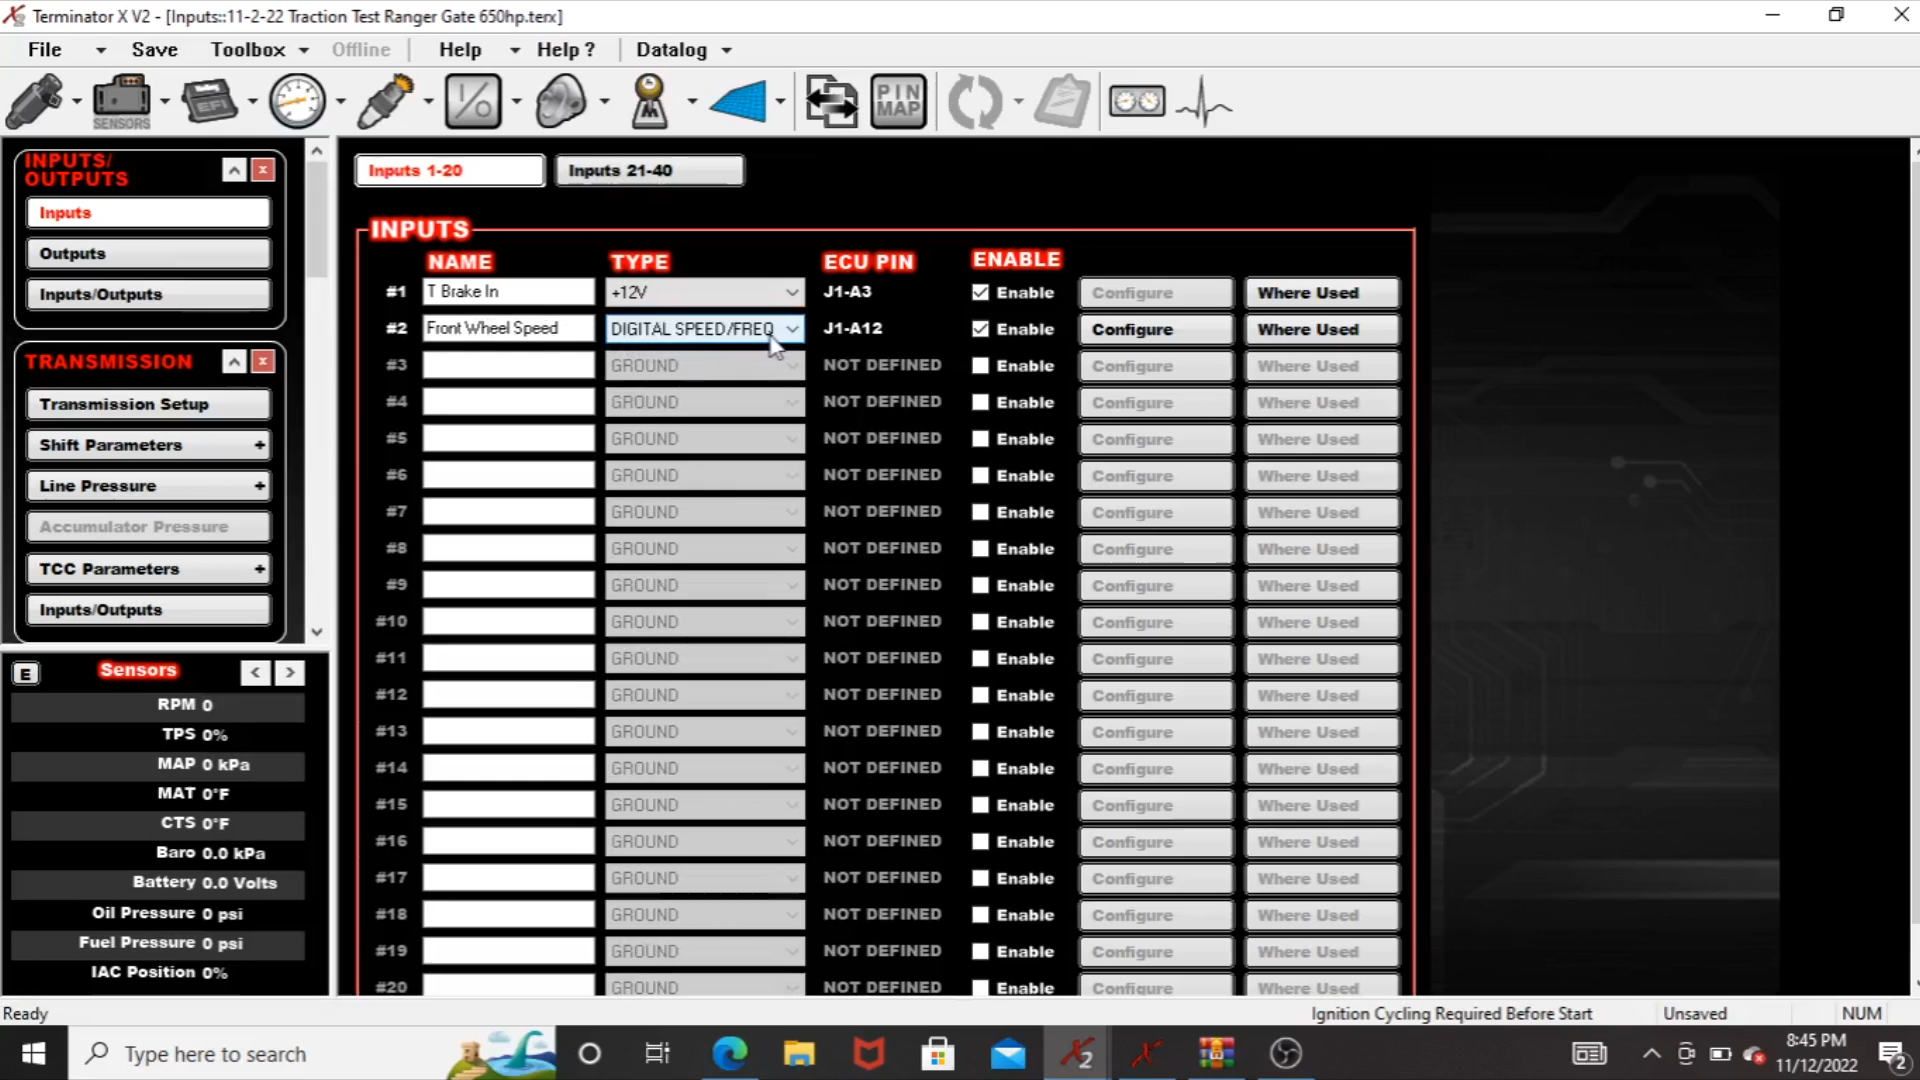 Terminator X V2 - [Inputs::11-2-22 Traction Test Ranger Gate 650hp.terx]
File Save Toolbox Offline Help Help ? Datalog
EFI I/O PIN MAP
SENSORS
INPUTS/
OUTPUTS
Inputs
Outputs
Inputs/Outputs
TRANSMISSION
Transmission Setup
Shift Parameters +
Line Pressure +
Accumulator Pressure
TCC Parameters +
Inputs/Outputs
E Sensors < >
RPM 0
TPS 0%
MAP 0 kPa
MAT 0°F
CTS 0°F
Baro 0.0 kPa
Battery 0.0 Volts
Oil Pressure 0 psi
Fuel Pressure 0 psi
IAC Position 0%
Inputs 1-20 Inputs 21-40
INPUTS
NAME TYPE ECU PIN ENABLE
#1 T Brake In +12V J1-A3 Enable Configure Where Used
#2 Front Wheel Speed DIGITAL SPEED/FREQ J1-A12 Enable Configure Where Used
#3 GROUND NOT DEFINED Enable Configure Where Used
#4 GROUND NOT DEFINED Enable Configure Where Used
#5 GROUND NOT DEFINED Enable Configure Where Used
#6 GROUND NOT DEFINED Enable Configure Where Used
#7 GROUND NOT DEFINED Enable Configure Where Used
#8 GROUND NOT DEFINED Enable Configure Where Used
#9 GROUND NOT DEFINED Enable Configure Where Used
#10 GROUND NOT DEFINED Enable Configure Where Used
#11 GROUND NOT DEFINED Enable Configure Where Used
#12 GROUND NOT DEFINED Enable Configure Where Used
#13 GROUND NOT DEFINED Enable Configure Where Used
#14 GROUND NOT DEFINED Enable Configure Where Used
#15 GROUND NOT DEFINED Enable Configure Where Used
#16 GROUND NOT DEFINED Enable Configure Where Used
#17 GROUND NOT DEFINED Enable Configure Where Used
#18 GROUND NOT DEFINED Enable Configure Where Used
#19 GROUND NOT DEFINED Enable Configure Where Used
#20 GROUND NOT DEFINED Enable Configure Where Used
Ready Ignition Cycling Required Before Start Unsaved NUM
Type here to search 2 8:45 PM
11/12/2022 2